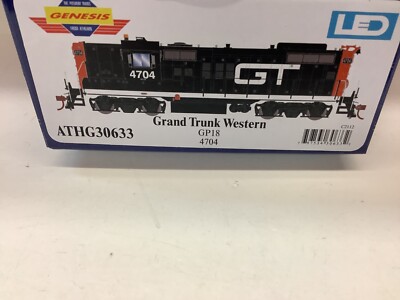 GENESIS
LED
4704
GT
ATHG30633
Grand Trunk Western
GP18
4704